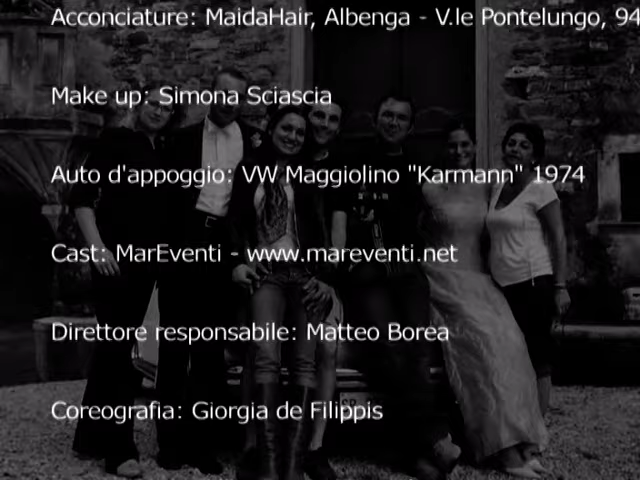 Acconciature: MaidaHair, Albenga - V.le Pontelungo, 94
Make up: Simona Sciascia
Auto d'appoggio: VW Maggiolino "Karmann" 1974
Cast: MarEventi - www.mareventi.net
Direttore responsabile: Matteo Borea
Coreografia: Giorgia de Filippis